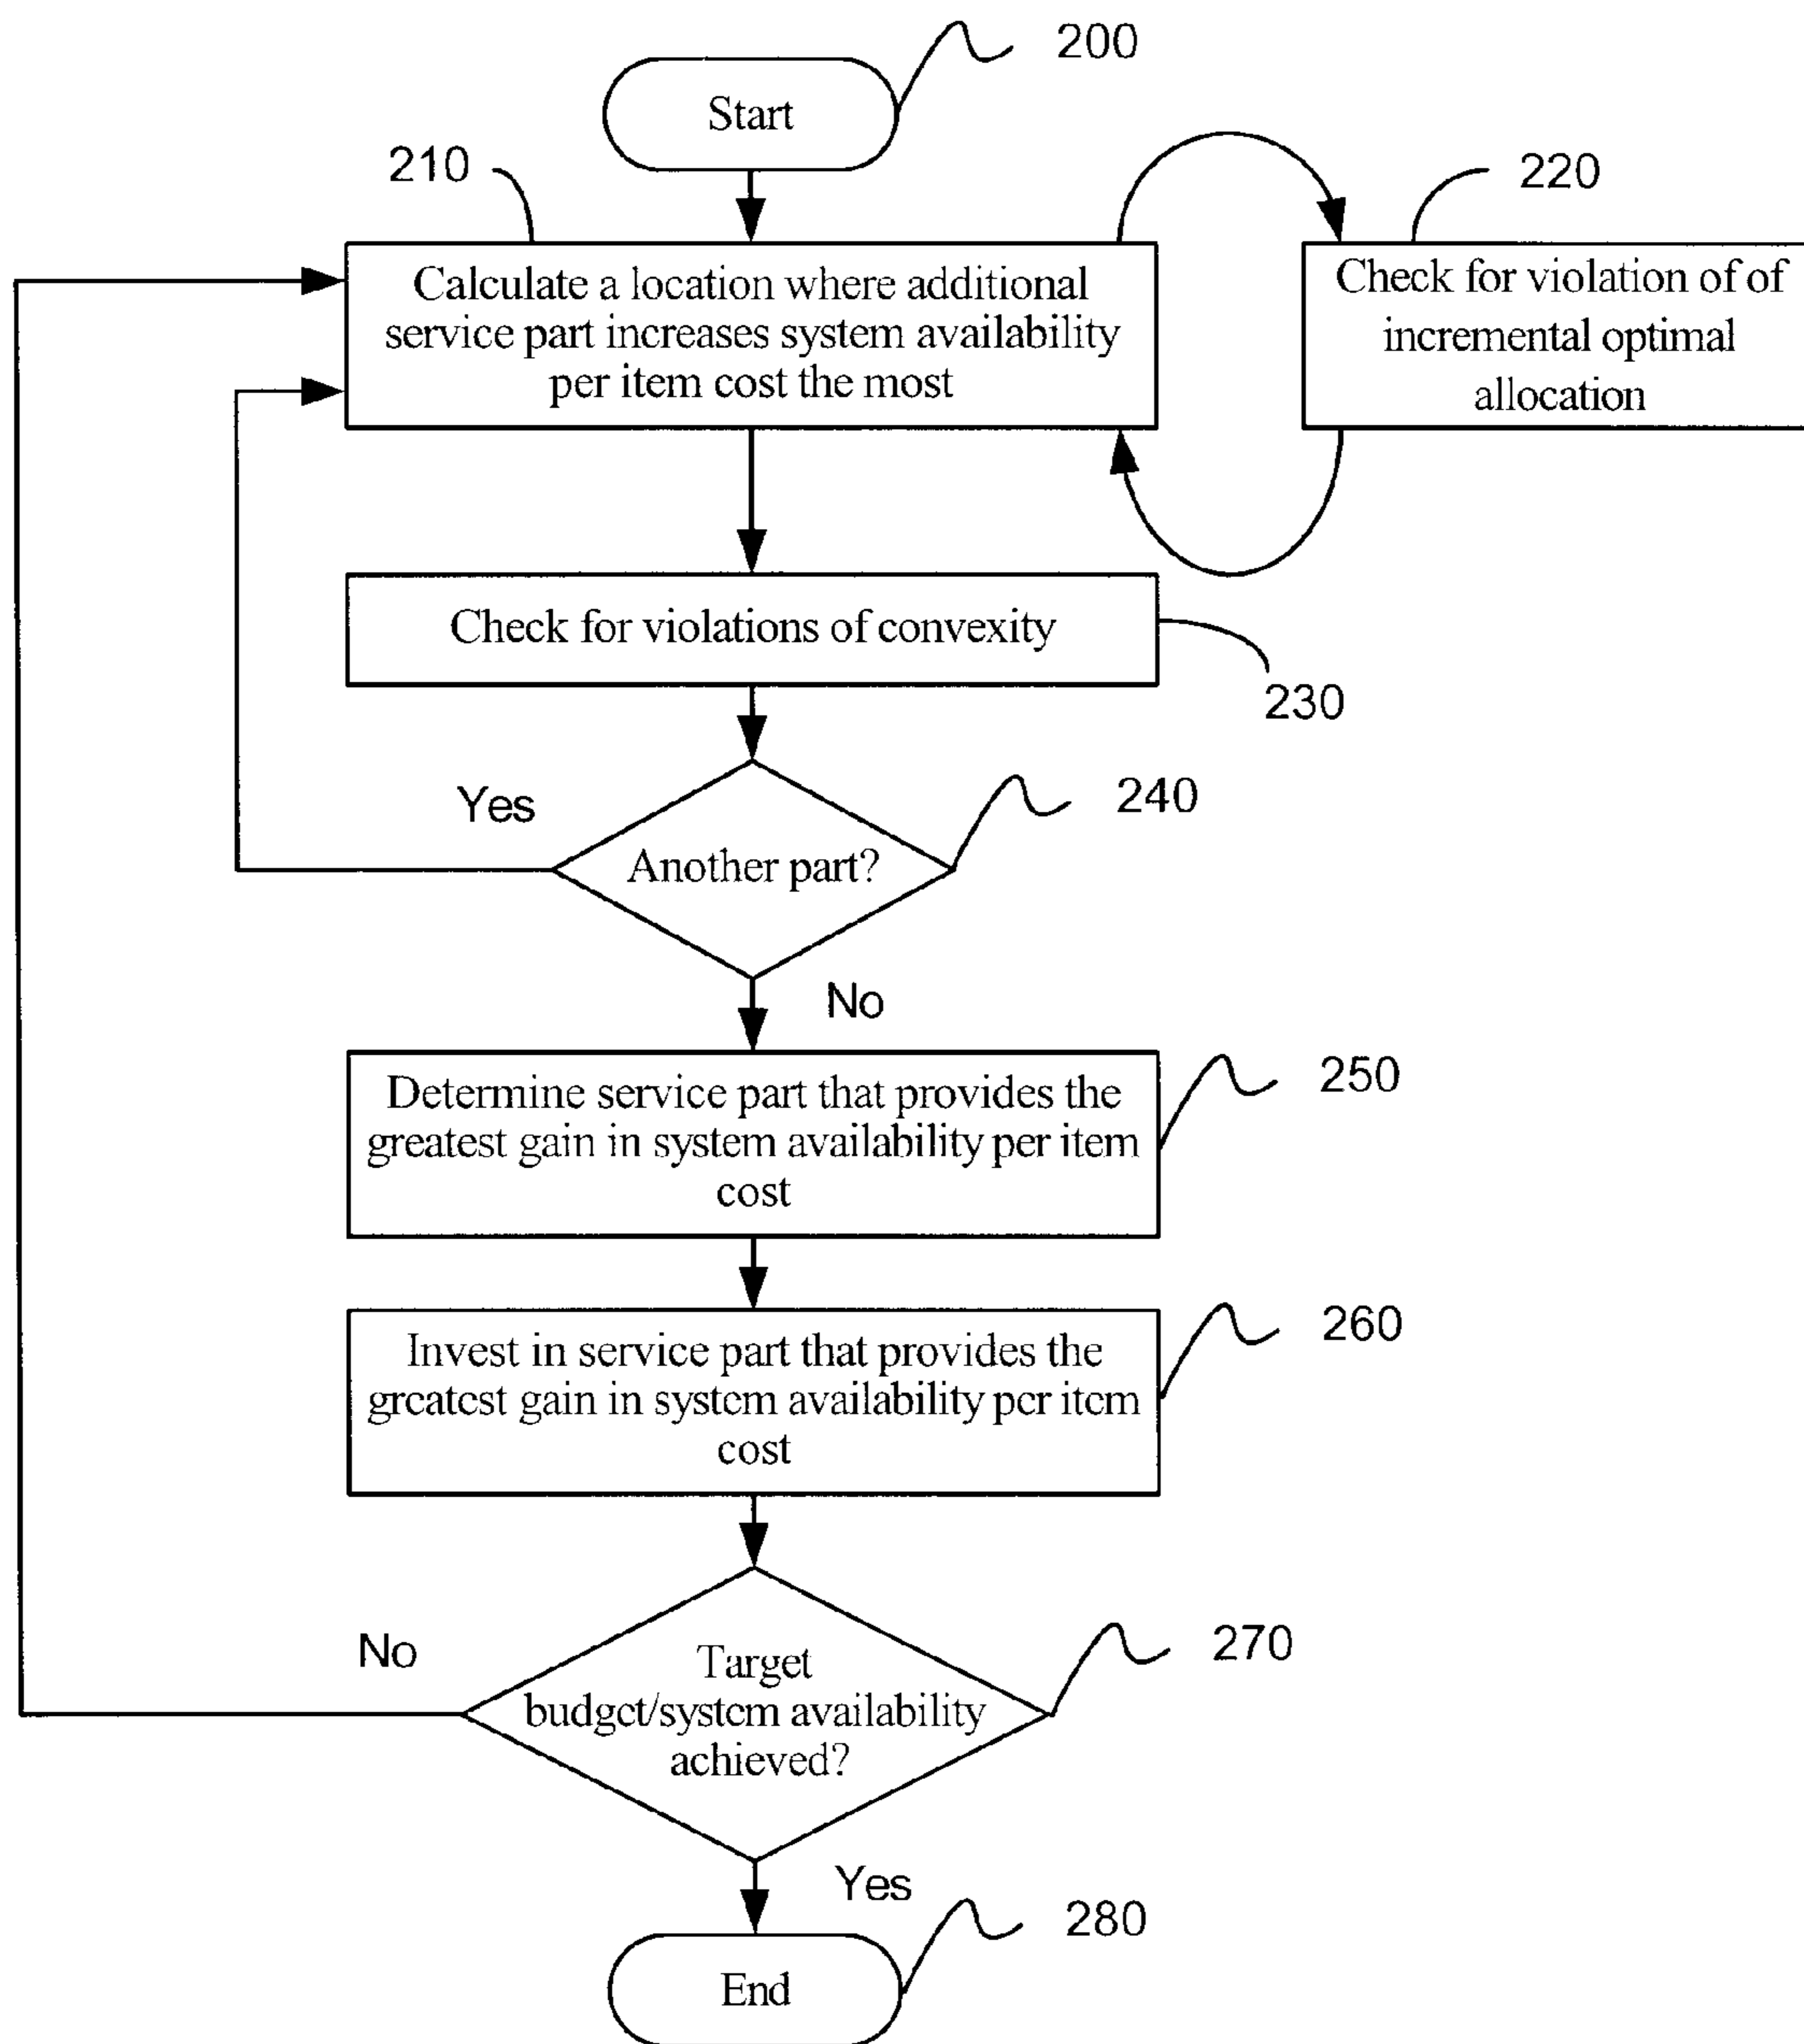 200
Start
210
220
Calculate a location where additional
service part increases system availability
per item cost the most
Check for violation of of
incremental optimal
allocation
Check for violations of convexity
230
Yes
240
Another part?
No
250
Determine service part that provides the
greatest gain in system availability per item
cost
260
Invest in service part that provides the
greatest gain in system availability per item
cost
No
270
Target
budget/system availability
achieved?
Yes
280
End